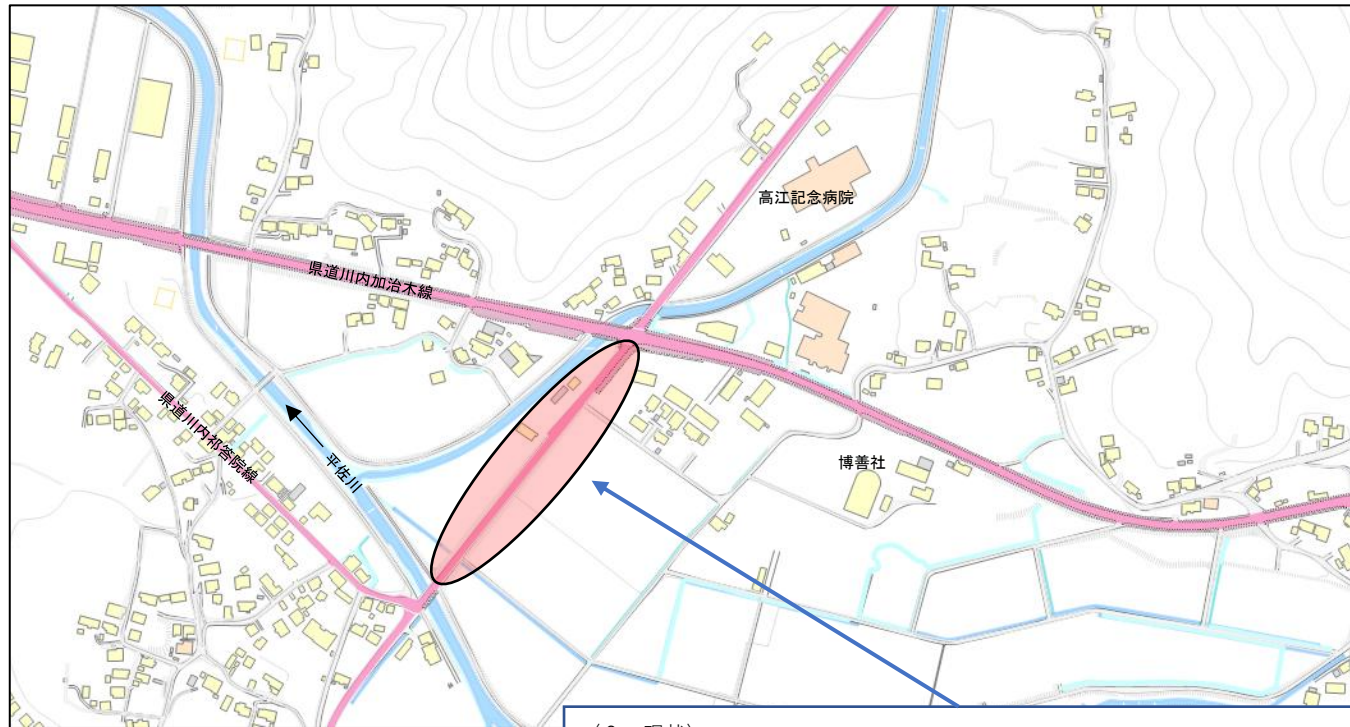 高江記念病院
県道川内加治木線
県道川内祁答院線
平佐川
博善社